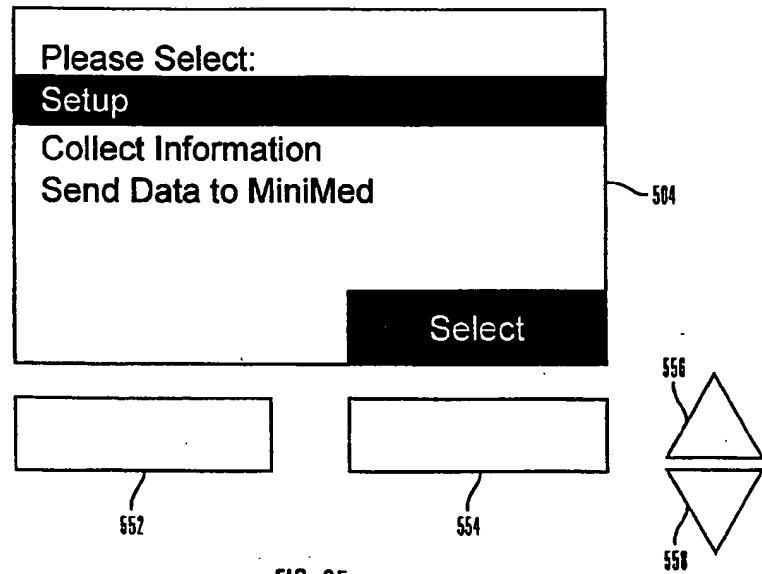 Please Select:
Setup
Collect Information
Send Data to MiniMed
504
Select
556
552
554
558